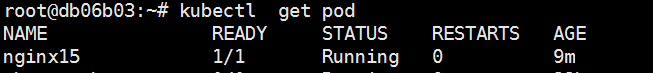 root@db06b03:~# kubectl  get pod
NAME                READY     STATUS    RESTARTS   AGE
nginx15             1/1       Running   0          9m